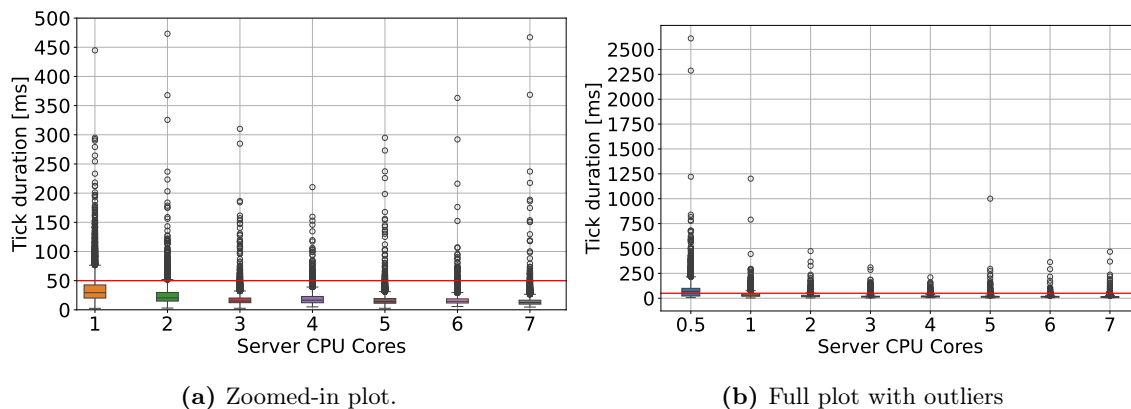 500
450
400
350
300
250
200
150
100
50
0
Tick duration [ms]
1 2 3 4 5 6 7
Server CPU Cores
2500
2250
2000
1750
1500
1250
1000
750
500
250
0
Tick duration [ms]
0.5 1 2 3 4 5 6 7
Server CPU Cores
(a) Zoomed-in plot.
(b) Full plot with outliers